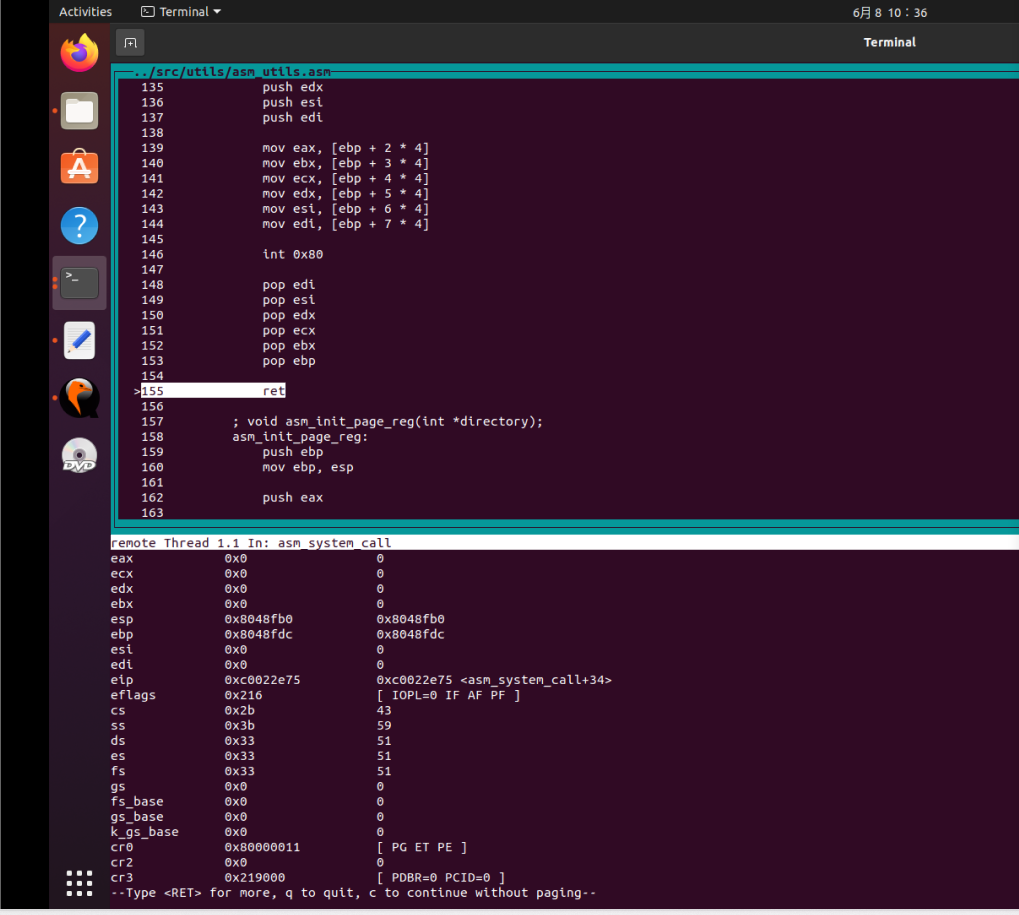 Activities Terminal 6月 8 10：36
Terminal
../src/utils/asm_utils.asm
135 push edx
136 push esi
137 push edi
138
139 mov eax, [ebp + 2 * 4]
140 mov ebx, [ebp + 3 * 4]
141 mov ecx, [ebp + 4 * 4]
142 mov edx, [ebp + 5 * 4]
143 mov esi, [ebp + 6 * 4]
144 mov edi, [ebp + 7 * 4]
145
146 int 0x80
147
148 pop edi
149 pop esi
150 pop edx
151 pop ecx
152 pop ebx
153 pop ebp
154
>155 ret
156
157 ; void asm_init_page_reg(int *directory);
158 asm_init_page_reg:
159 push ebp
160 mov ebp, esp
161
162 push eax
163
remote Thread 1.1 In: asm_system_call
eax 0x0 0
ecx 0x0 0
edx 0x0 0
ebx 0x0 0
esp 0x8048fb0 0x8048fb0
ebp 0x8048fdc 0x8048fdc
esi 0x0 0
edi 0x0 0
eip 0xc0022e75 0xc0022e75 <asm_system_call+34>
eflags 0x216 [ IOPL=0 IF AF PF ]
cs 0x2b 43
ss 0x3b 59
ds 0x33 51
es 0x33 51
fs 0x33 51
gs 0x0 0
fs_base 0x0 0
gs_base 0x0 0
k_gs_base 0x0 0
cr0 0x80000011 [ PG ET PE ]
cr2 0x0 0
cr3 0x219000 [ PDBR=0 PCID=0 ]
--Type <RET> for more, q to quit, c to continue without paging--
DVD